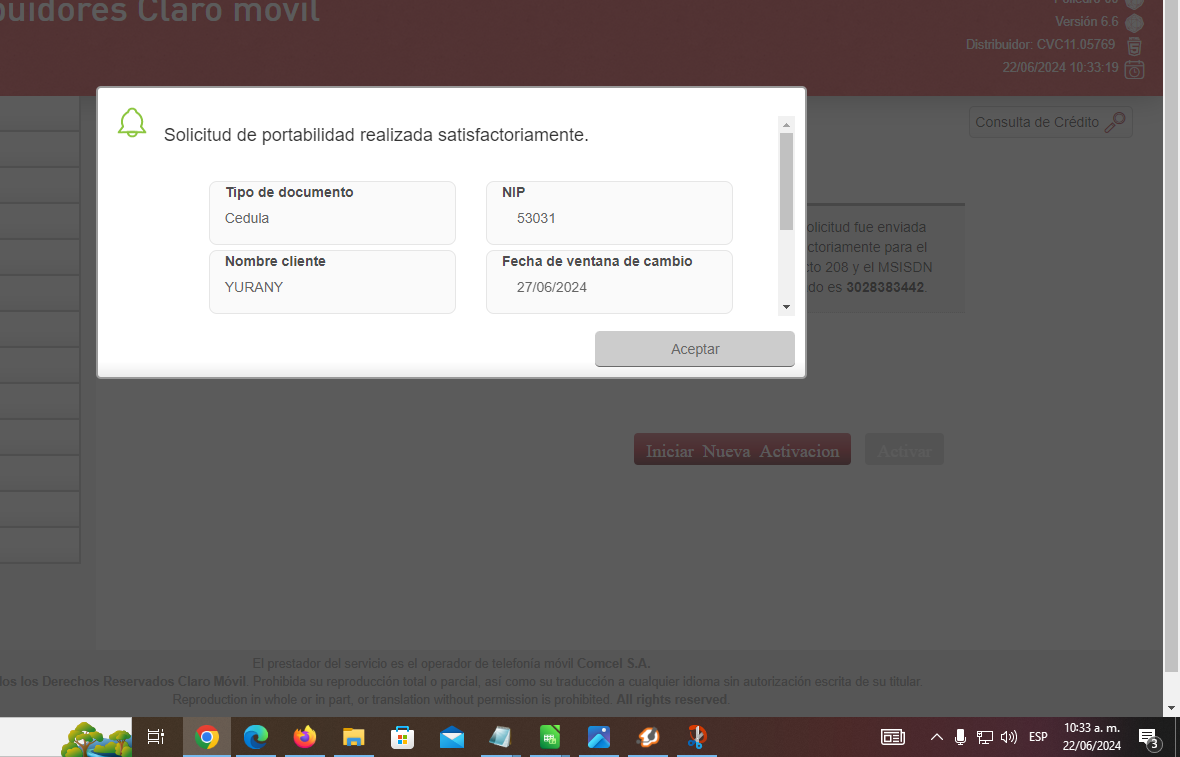 buidores Claro móvil
Poliedro 66
Versión 6.6
Distribuidor: CVC11.05769
22/06/2024 10:33:19
Consulta de Crédito
Solicitud de portabilidad realizada satisfactoriamente.
Tipo de documento
Cedula
NIP
53031
Nombre cliente
YURANY
Fecha de ventana de cambio
27/06/2024
Aceptar
olicitud fue enviada
ctoriamente para el
cto 208 y el MSISDN
do es 3028383442.
Iniciar Nueva Activacion
Activar
El prestador del servicio es el operador de telefonía móvil Comcel S.A.
los los Derechos Reservados Claro Móvil. Prohibida su reproducción total o parcial, así como su traducción a cualquier idioma sin autorización escrita de su titular.
Reproduction in whole or in part, or translation without permission is prohibited. All rights reserved.
ESP
10:33 a. m.
22/06/2024
3